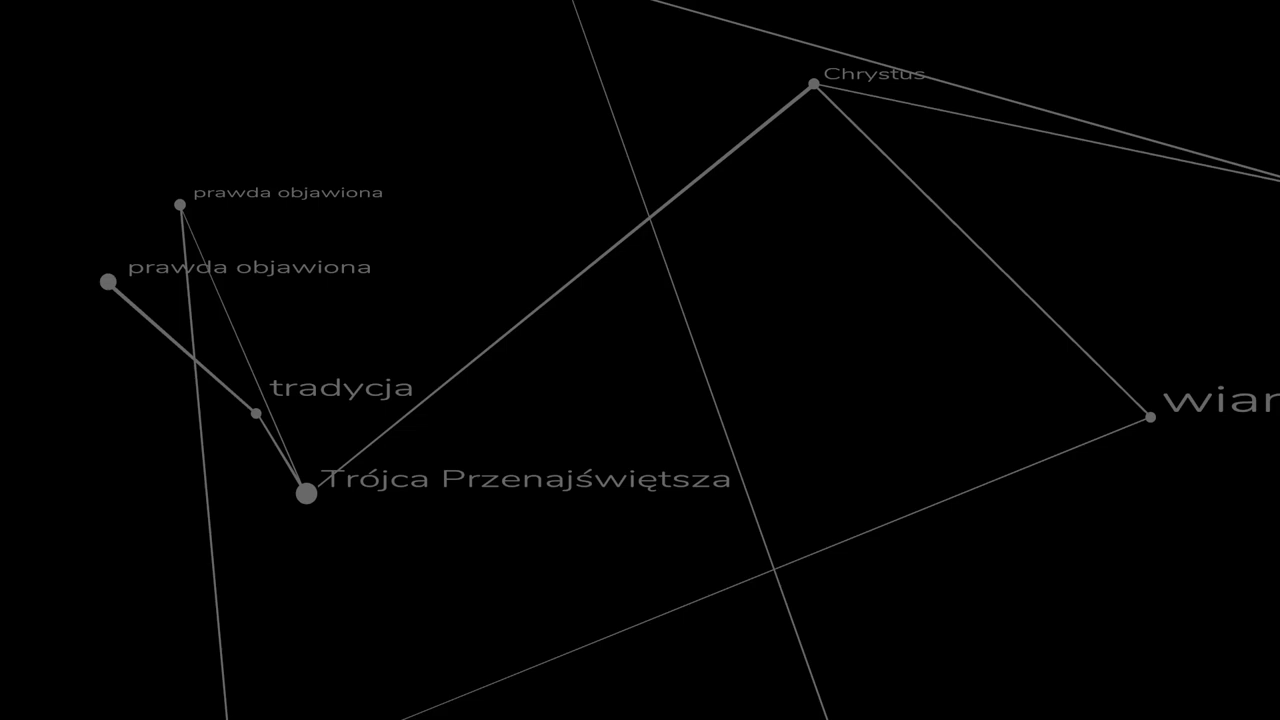 Chrystus
prawda objawiona
prawda objawiona
tradycja
Trójca Przenajświętsza